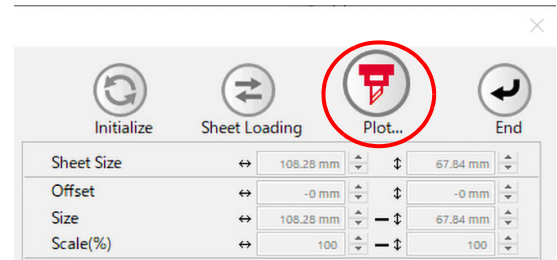 Initialize Sheet Loading Plot... End
Sheet Size 108.28 mm 67.84 mm
Offset -0 mm -0 mm
Size 108.28 mm 67.84 mm
Scale(%) 100 100